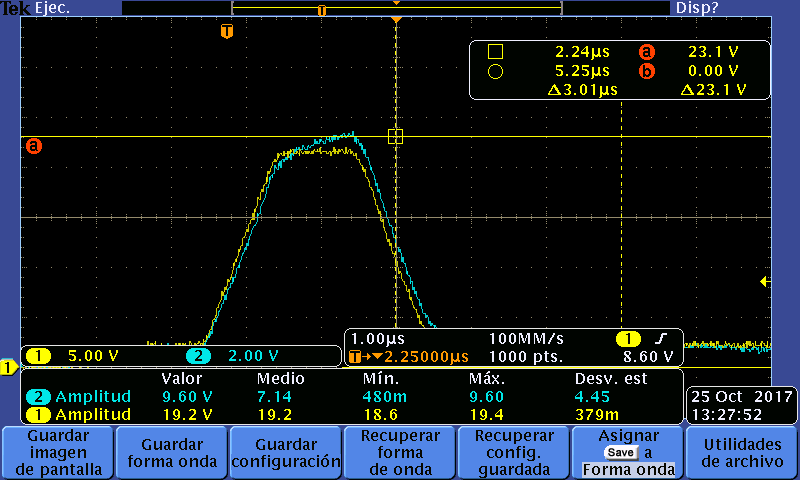 Tek Ejec. Disp?
T
T
2.24µs a 23.1 V
5.25µs b 0.00 V
Δ3.01µs Δ23.1 V
a
1 5.00 V 2 2.00 V
1.00µs 100MM/s 1
T→▼2.25000µs 1000 pts. 8.60 V
1
Valor Medio Mín. Máx. Desv. est
2 Amplitud 9.60 V 7.14 480m 9.60 4.45
1 Amplitud 19.2 V 19.2 18.6 19.4 379m
25 Oct 2017
13:27:52
Guardar
imagen
de pantalla
Guardar
forma onda
Guardar
configuración
Recuperar
forma
de onda
Recuperar
config.
guardada
Asignar
Save a
Forma onda
Utilidades
de archivo